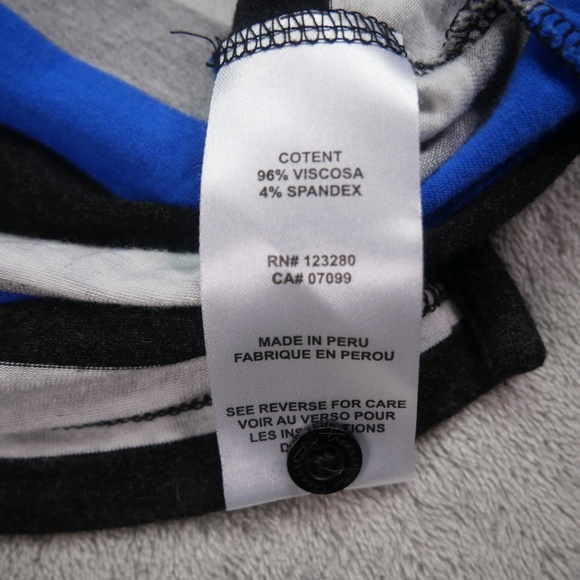 COTENT
96% VISCOSA
4% SPANDEX
RN# 123280
CA# 07099
MADE IN PERU
FABRIQUE EN PEROU
SEE REVERSE FOR CARE
VOIR AU VERSO POUR
LES